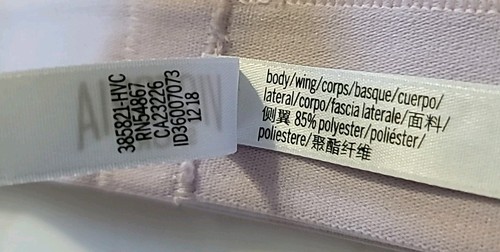 385821-HVC
RN54867
CA23226
ID36007073
1218
body/wing/corps/basque/cuerpo/
lateral/corpo/fascia laterale/面料/
侧翼 85% polyester/poliéster/
poliestere/聚酯纤维